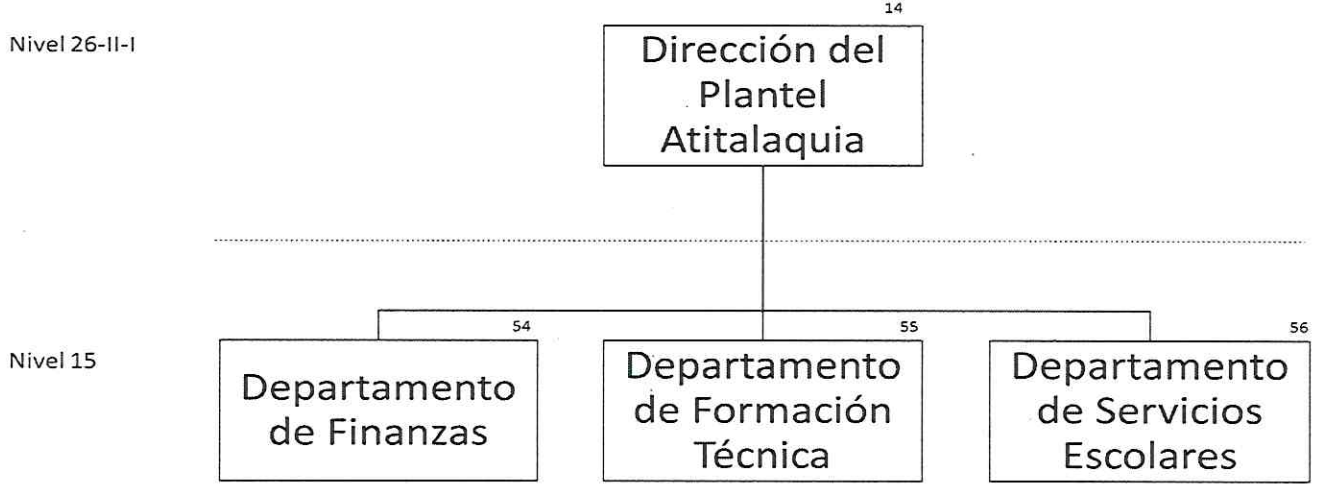 14
Nivel 26-II-I
Dirección del
Plantel
Atitalaquia
54
55
56
Nivel 15
Departamento
de Finanzas
Departamento
de Formación
Técnica
Departamento
de Servicios
Escolares